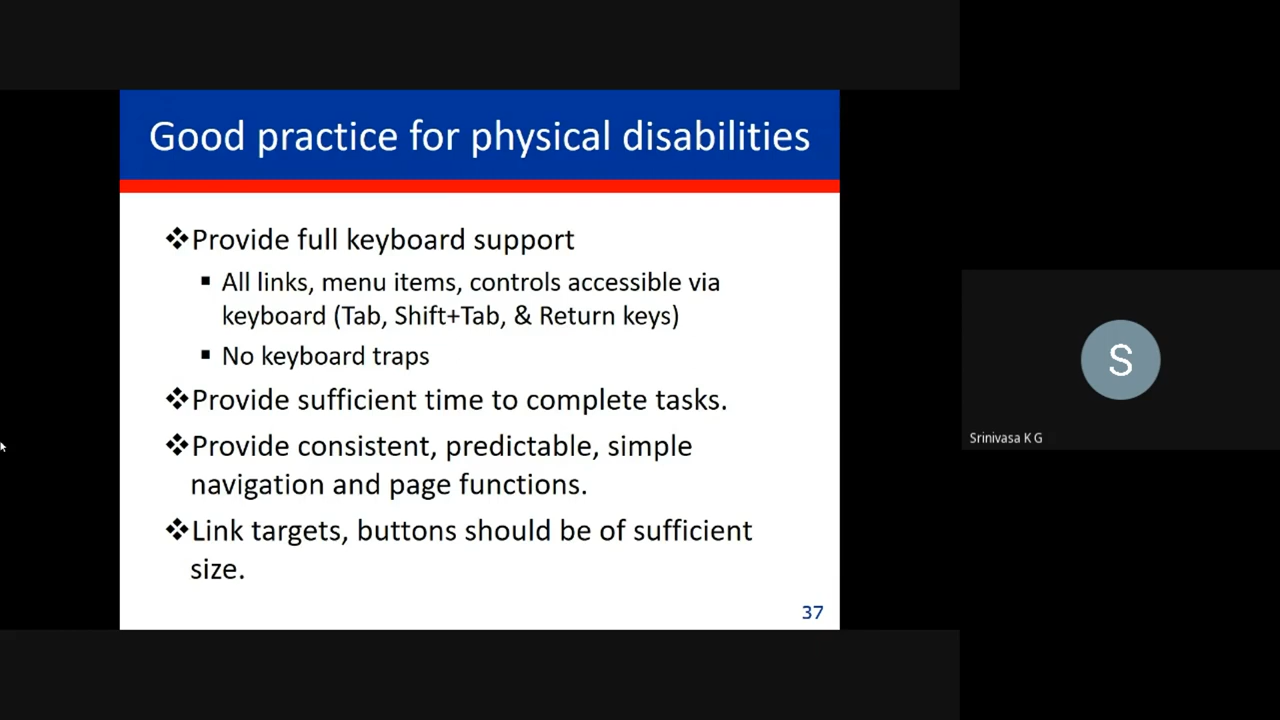 Good practice for physical disabilities
❖Provide full keyboard support
▪ All links, menu items, controls accessible via
keyboard (Tab, Shift+Tab, & Return keys)
▪ No keyboard traps
❖Provide sufficient time to complete tasks.
❖Provide consistent, predictable, simple
navigation and page functions.
❖Link targets, buttons should be of sufficient
size.
37
S
Srinivasa K G